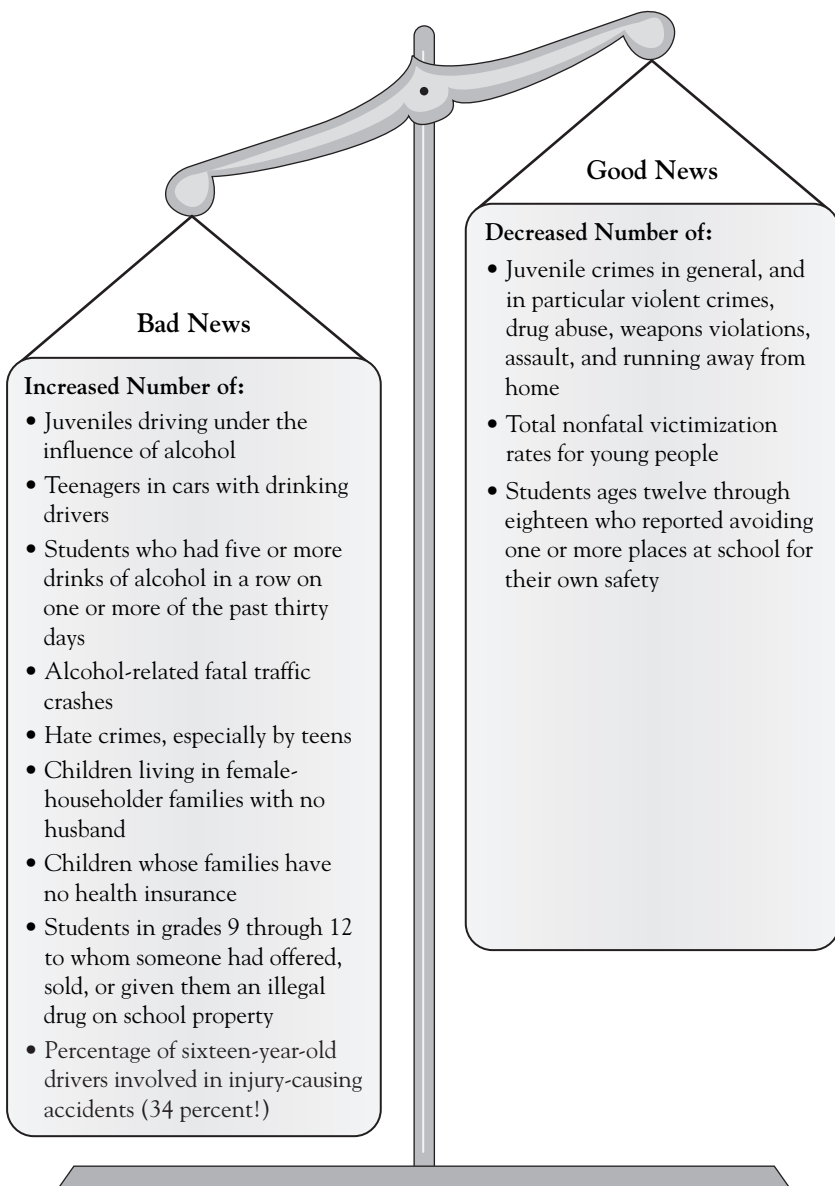 Bad News
Increased Number of:
• Juveniles driving under the
influence of alcohol
• Teenagers in cars with drinking
drivers
• Students who had five or more
drinks of alcohol in a row on
one or more of the past thirty
days
• Alcohol-related fatal traffic
crashes
• Hate crimes, especially by teens
• Children living in female-
householder families with no
husband
• Children whose families have
no health insurance
• Students in grades 9 through 12
to whom someone had offered,
sold, or given them an illegal
drug on school property
• Percentage of sixteen-year-old
drivers involved in injury-causing
accidents (34 percent!)
Good News
Decreased Number of:
• Juvenile crimes in general, and
in particular violent crimes,
drug abuse, weapons violations,
assault, and running away from
home
• Total nonfatal victimization
rates for young people
• Students ages twelve through
eighteen who reported avoiding
one or more places at school for
their own safety